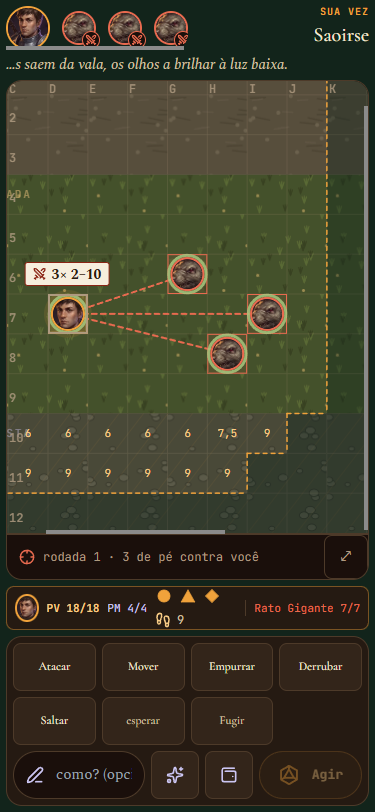 SUA VEZ
Saoirse
...s saem da vala, os olhos a brilhar à luz baixa.
C D E F G H I J K
2
3
ADA
4
5
6
3× 2–10
7
8
9
10 6 6 6 6 6 7,5 9
11 9 9 9 9 9 9
12
rodada 1 · 3 de pé contra você
PV 18/18 PM 4/4 9 Rato Gigante 7/7
Atacar Mover Empurrar Derrubar
Saltar esperar Fugir
como? (opc Agir